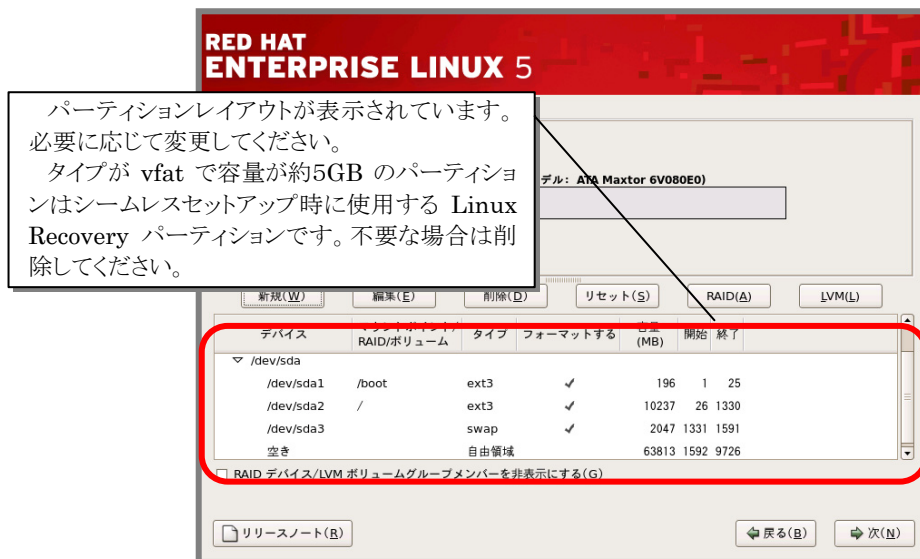 RED HAT
ENTERPRISE LINUX 5
パーティションレイアウトが表示されています。
必要に応じて変更してください。
タイプが vfat で容量が約5GB のパーティショ
ンはシームレスセットアップ時に使用する Linux
Recovery パーティションです。不要な場合は削
除してください。
デル: ATA Maxtor 6V080E0)
新規(W) 編集(E) 削除(D) リセット(S) RAID(A) LVM(L)
デバイス マウントポイント/ RAID/ボリューム タイプ フォーマットする 容量 (MB) 開始 終了
▽ /dev/sda
/dev/sda1 /boot ext3 ✓ 196 1 25
/dev/sda2 / ext3 ✓ 10237 26 1330
/dev/sda3 swap ✓ 2047 1331 1591
空き 自由領域 63813 1592 9726
RAID デバイス/LVM ボリュームグループメンバーを非表示にする(G)
リリースノート(R) 戻る(B) 次(N)